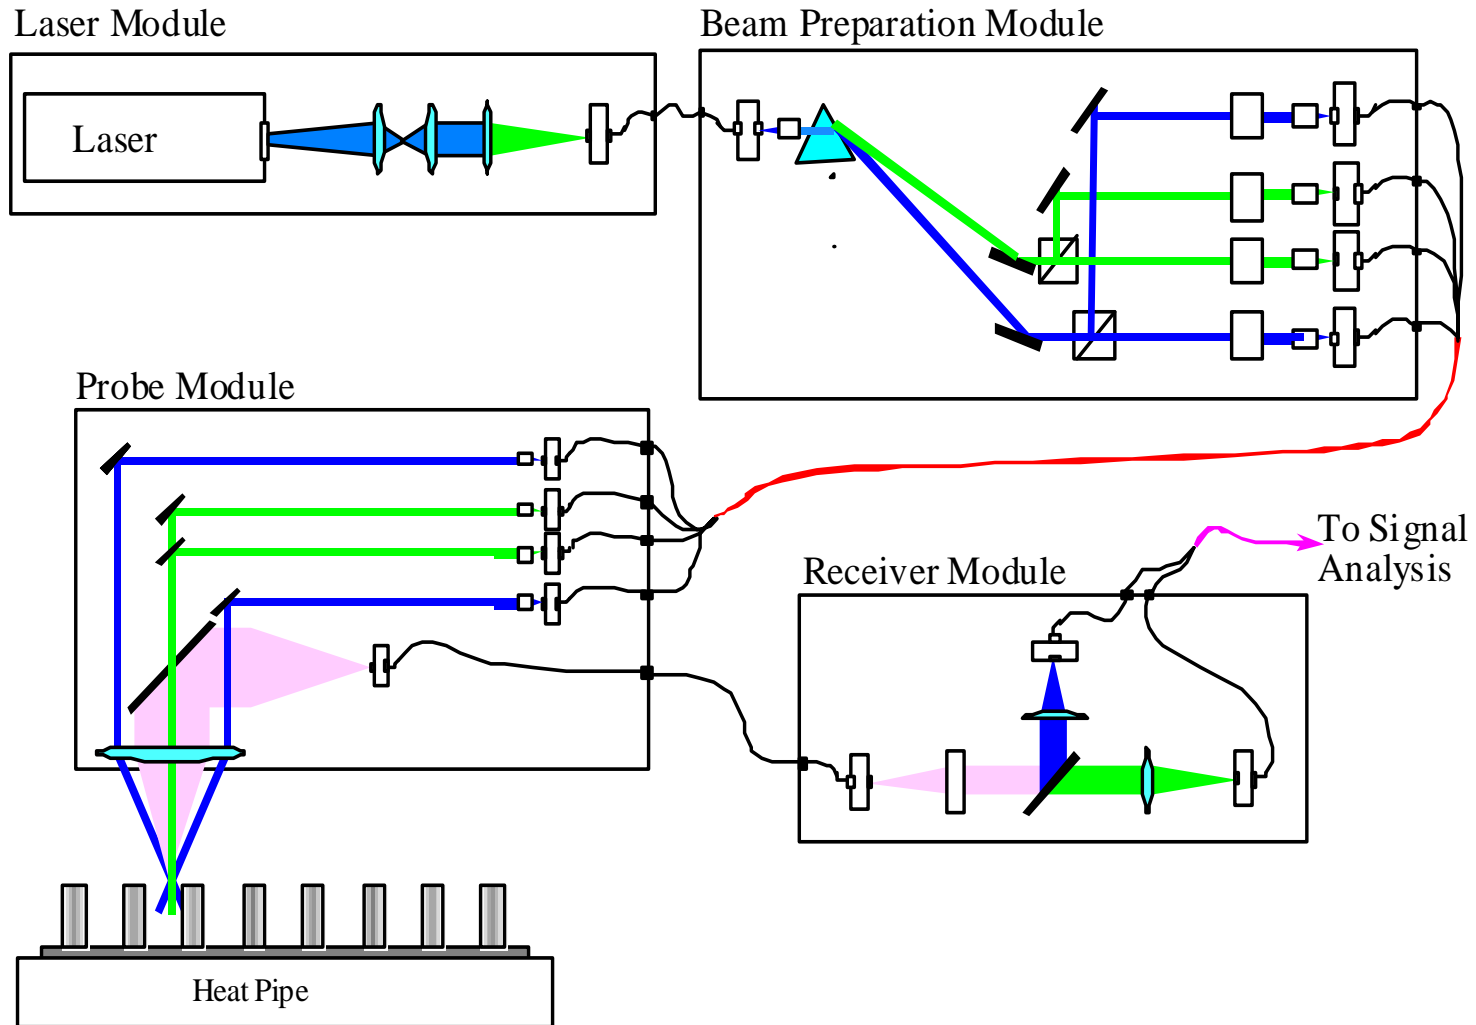 Laser Module
Beam Preparation Module
Laser
Probe Module
To Signal
Analysis
Receiver Module
Heat Pipe